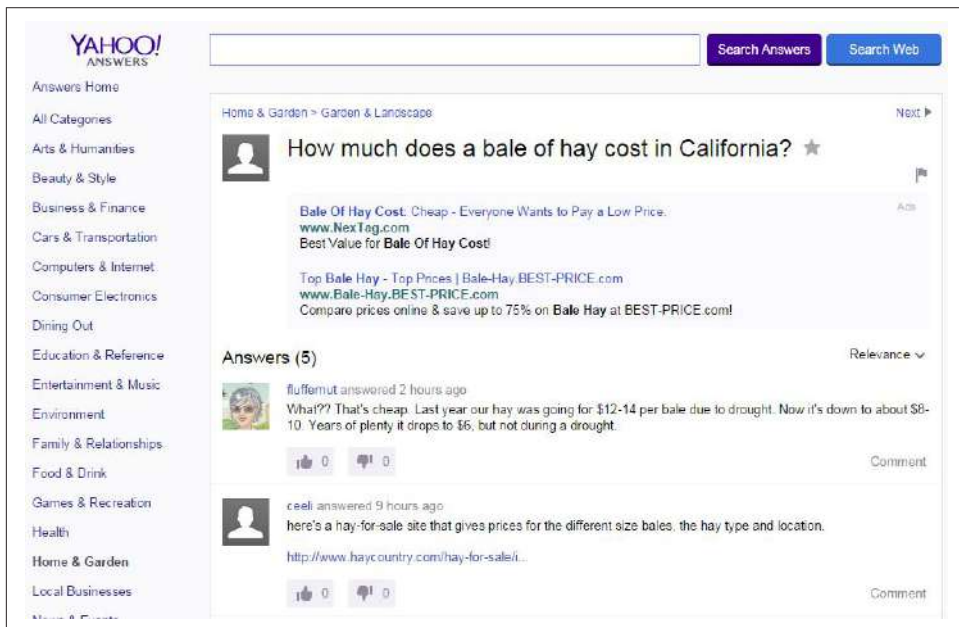 YAHOO!
ANSWERS
Search Answers
Search Web
Answers Home
All Categories
Arts & Humanities
Beauty & Style
Business & Finance
Cars & Transportation
Computers & Internet
Consumer Electronics
Dining Out
Education & Reference
Entertainment & Music
Environment
Family & Relationships
Food & Drink
Games & Recreation
Health
Home & Garden
Local Businesses
News & Events
Home & Garden > Garden & Landscape
Next
How much does a bale of hay cost in California?
Ads
Bale Of Hay Cost. Cheap - Everyone Wants to Pay a Low Price.
www.NexTag.com
Best Value for Bale Of Hay Cost!
Top Bale Hay - Top Prices | Bale-Hay.BEST-PRICE.com
www.Bale-Hay.BEST-PRICE.com
Compare prices online & save up to 75% on Bale Hay at BEST-PRICE.com!
Answers (5)
Relevance
fluffernut answered 2 hours ago
What?? That's cheap. Last year our hay was going for $12-14 per bale due to drought. Now it's down to about $8-
10. Years of plenty it drops to $6, but not during a drought.
0 0
Comment
ceeli answered 9 hours ago
here's a hay-for-sale site that gives prices for the different size bales, the hay type and location.
http://www.haycountry.com/hay-for-sale/i...
0 0
Comment